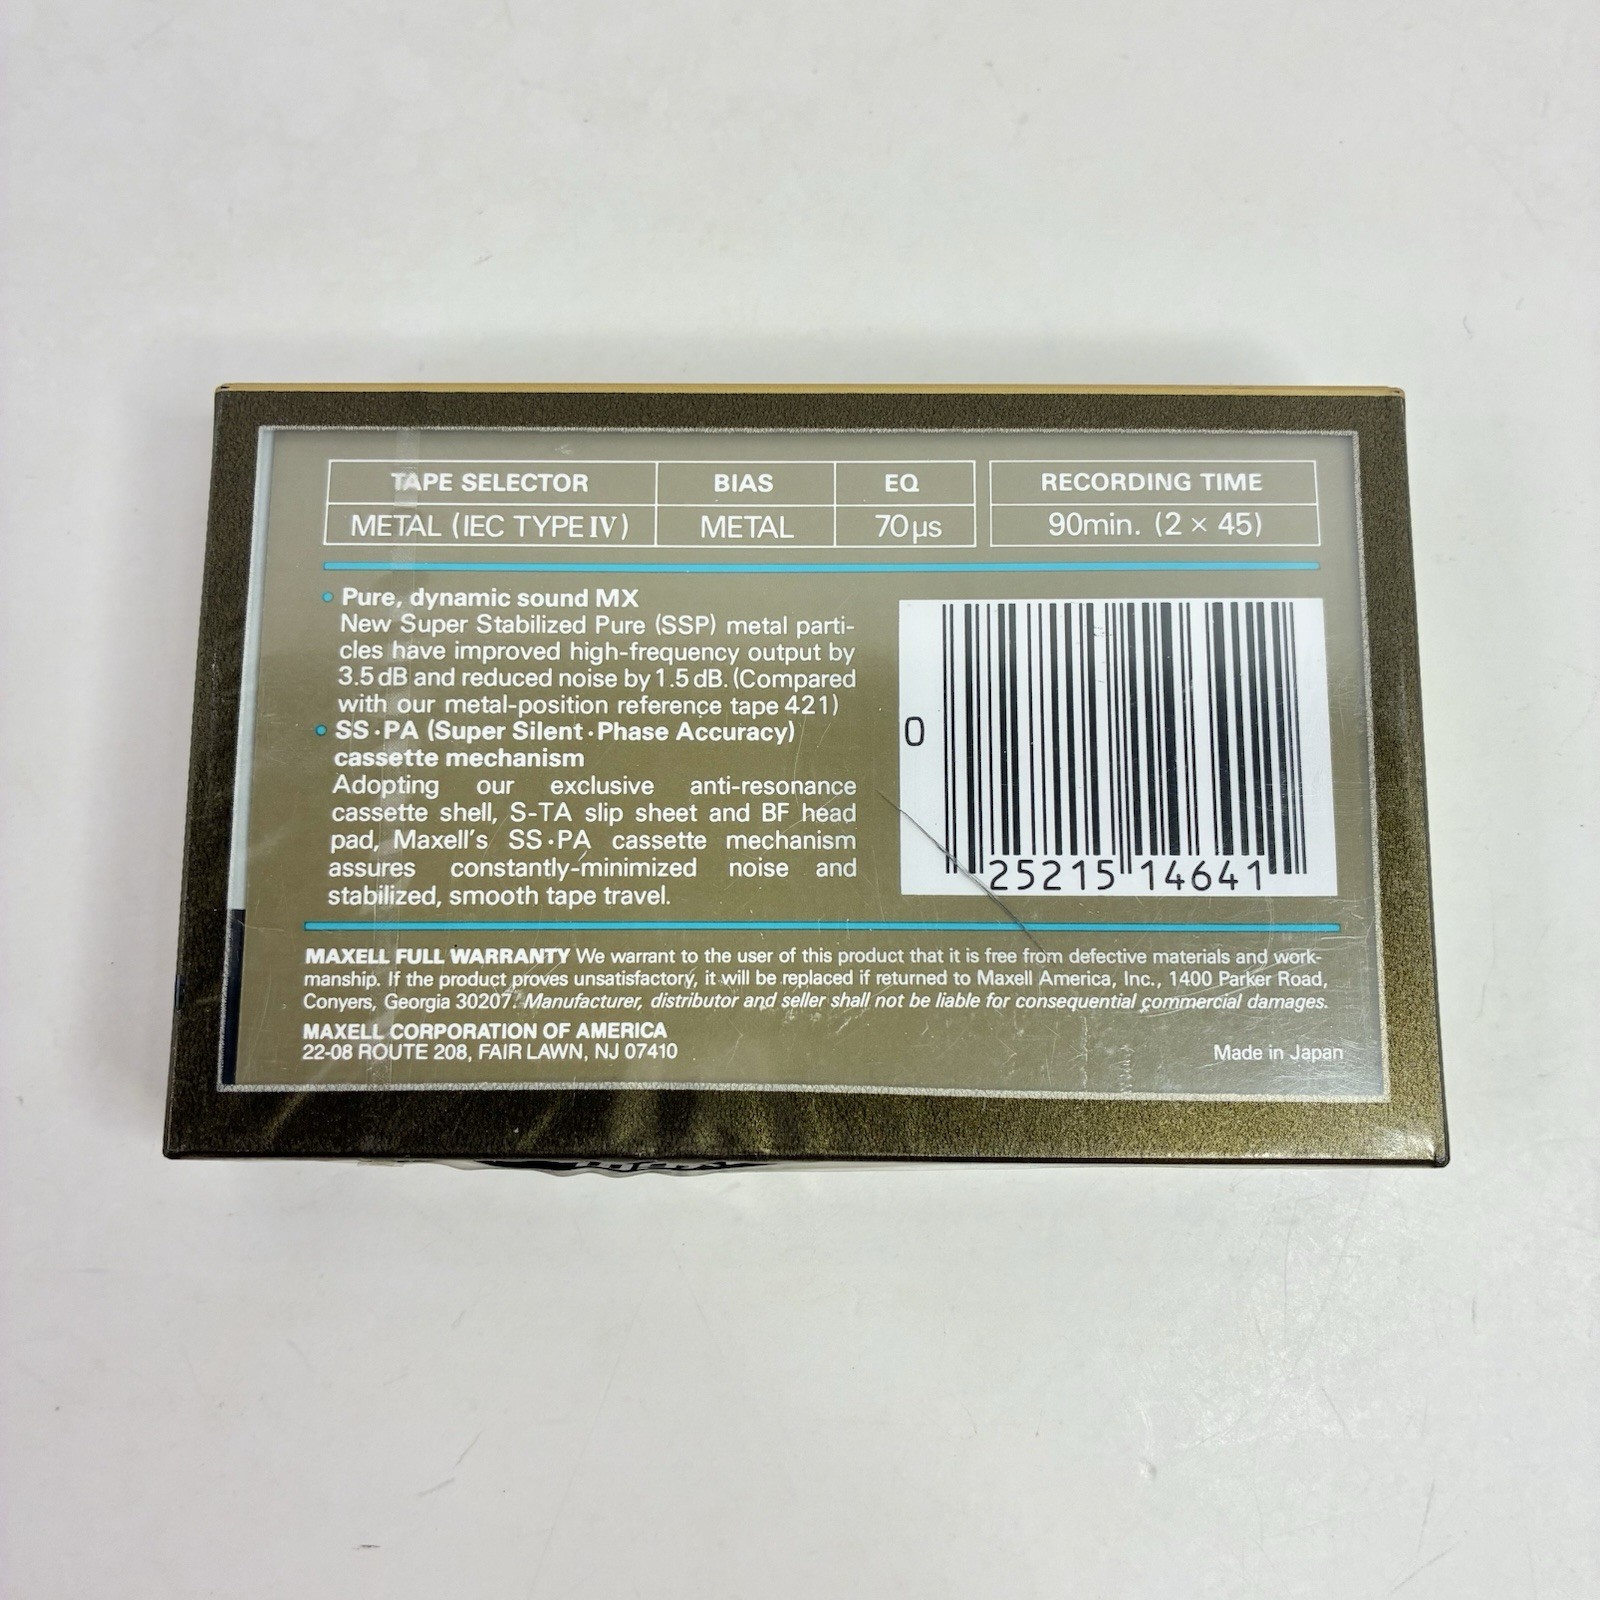 TAPE SELECTOR BIAS EQ RECORDING TIME
METAL (IEC TYPE IV) METAL 70µs 90min. (2 × 45)
• Pure, dynamic sound MX
New Super Stabilized Pure (SSP) metal parti-
cles have improved high-frequency output by
3.5 dB and reduced noise by 1.5 dB. (Compared
with our metal-position reference tape 421)
• SS·PA (Super Silent·Phase Accuracy)
cassette mechanism
Adopting our exclusive anti-resonance
cassette shell, S-TA slip sheet and BF head
pad, Maxell's SS·PA cassette mechanism
assures constantly-minimized noise and
stabilized, smooth tape travel.
0
25215 14641
MAXELL FULL WARRANTY We warrant to the user of this product that it is free from defective materials and work-
manship. If the product proves unsatisfactory, it will be replaced if returned to Maxell America, Inc., 1400 Parker Road,
Conyers, Georgia 30207. Manufacturer, distributor and seller shall not be liable for consequential commercial damages.
MAXELL CORPORATION OF AMERICA
22-08 ROUTE 208, FAIR LAWN, NJ 07410
Made in Japan